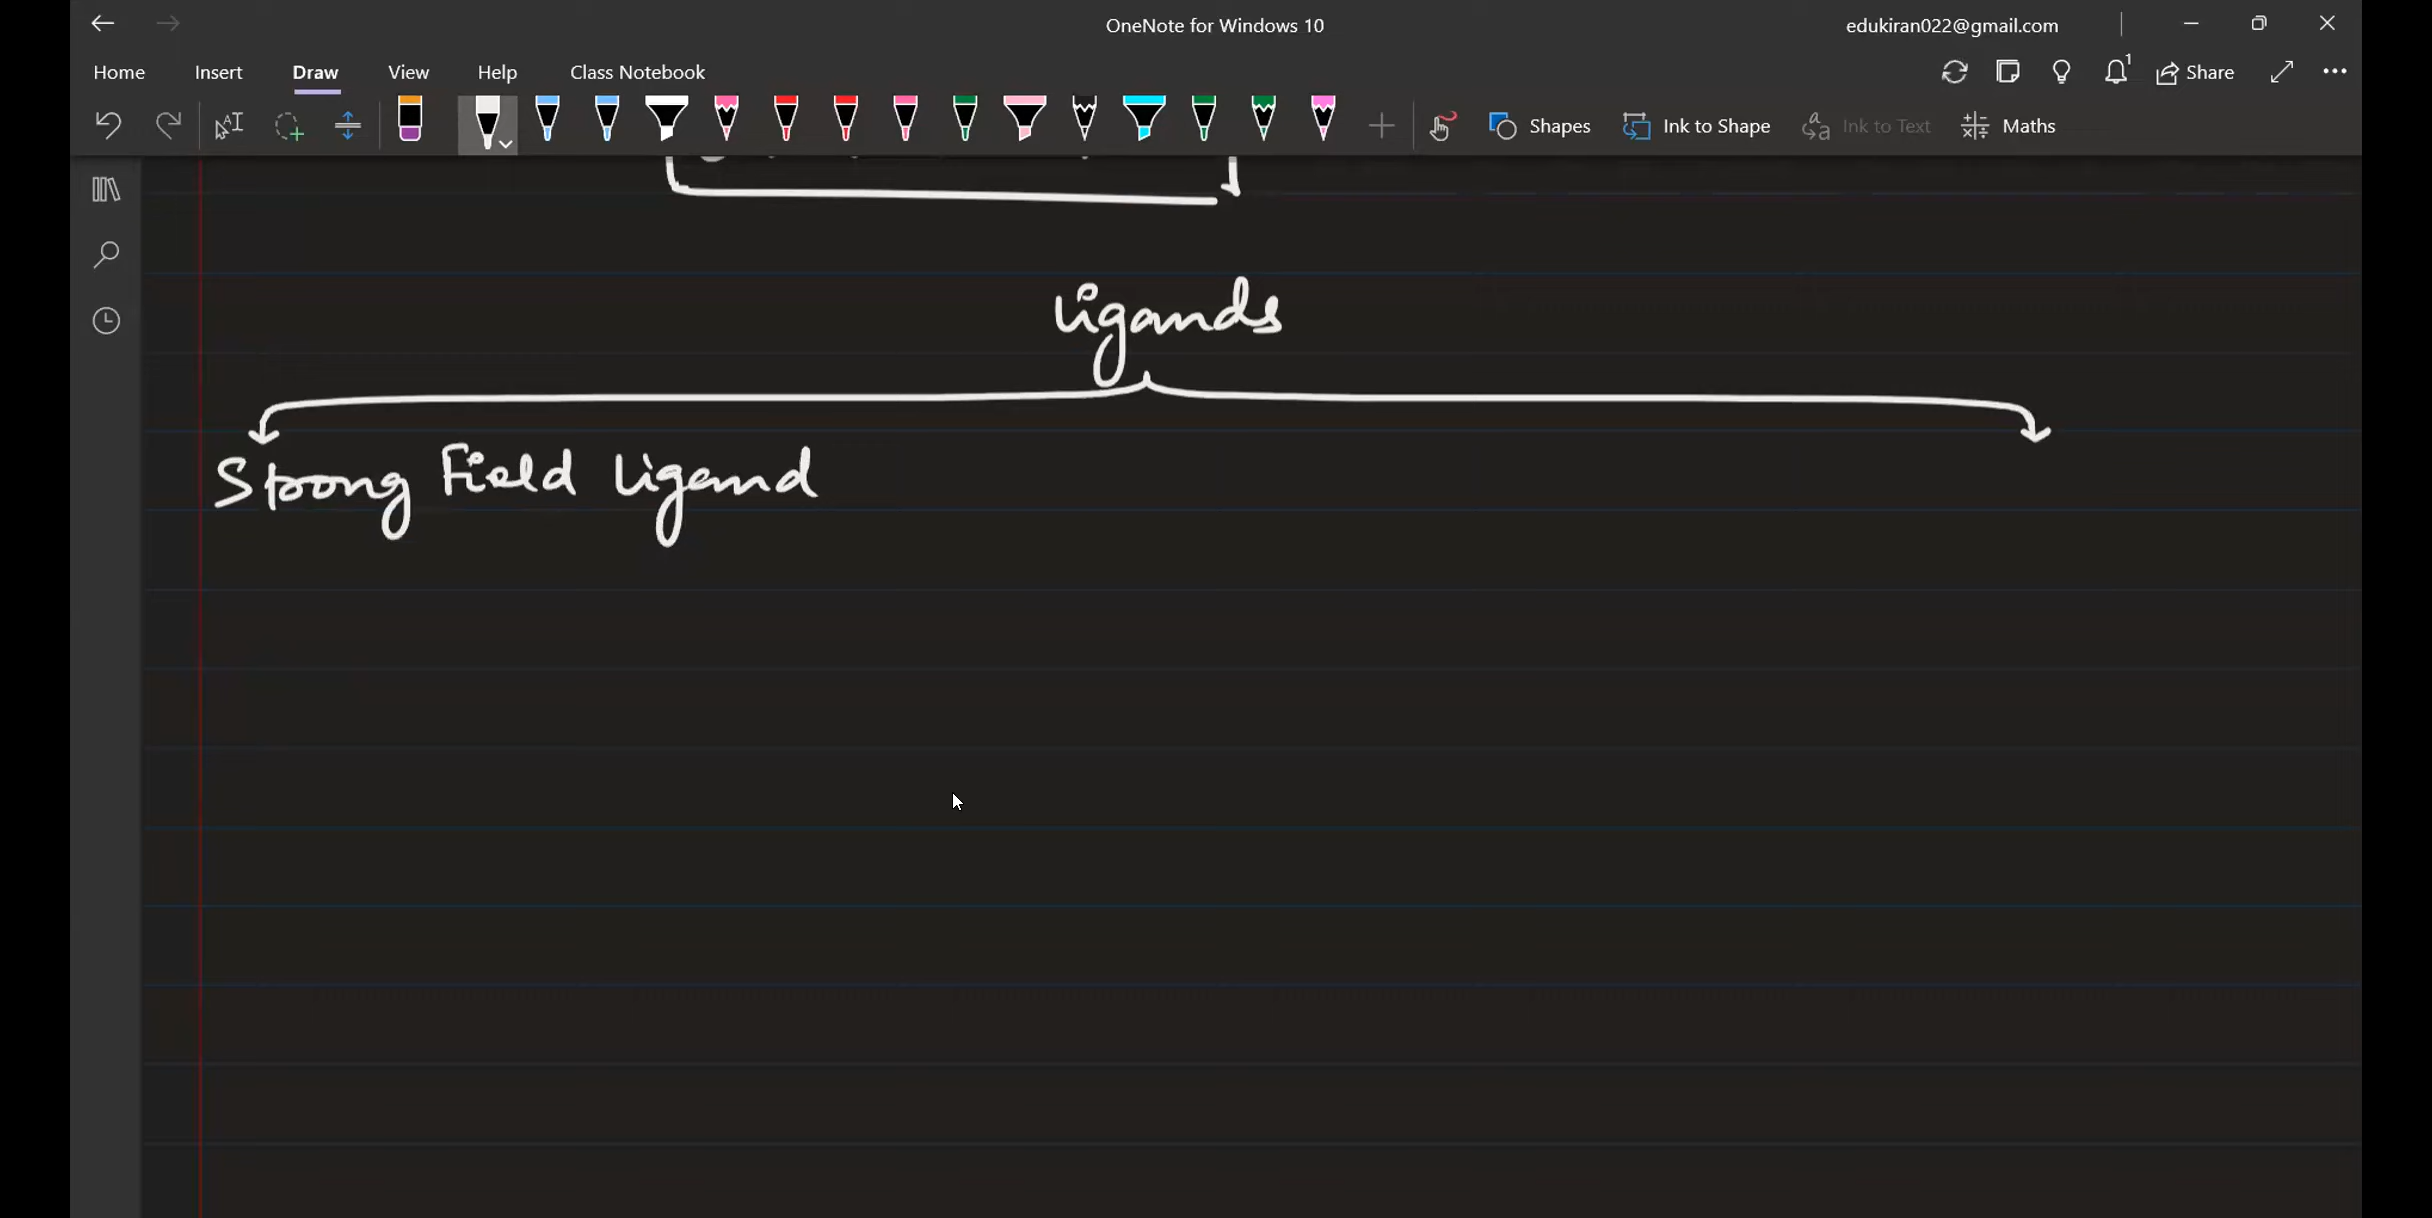 OneNote for Windows 10
edukiran022@gmail.com
Home Insert Draw View Help Class Notebook
1 Share
Shapes Ink to Shape Ink to Text Maths
Ligands
Strong Field Ligand